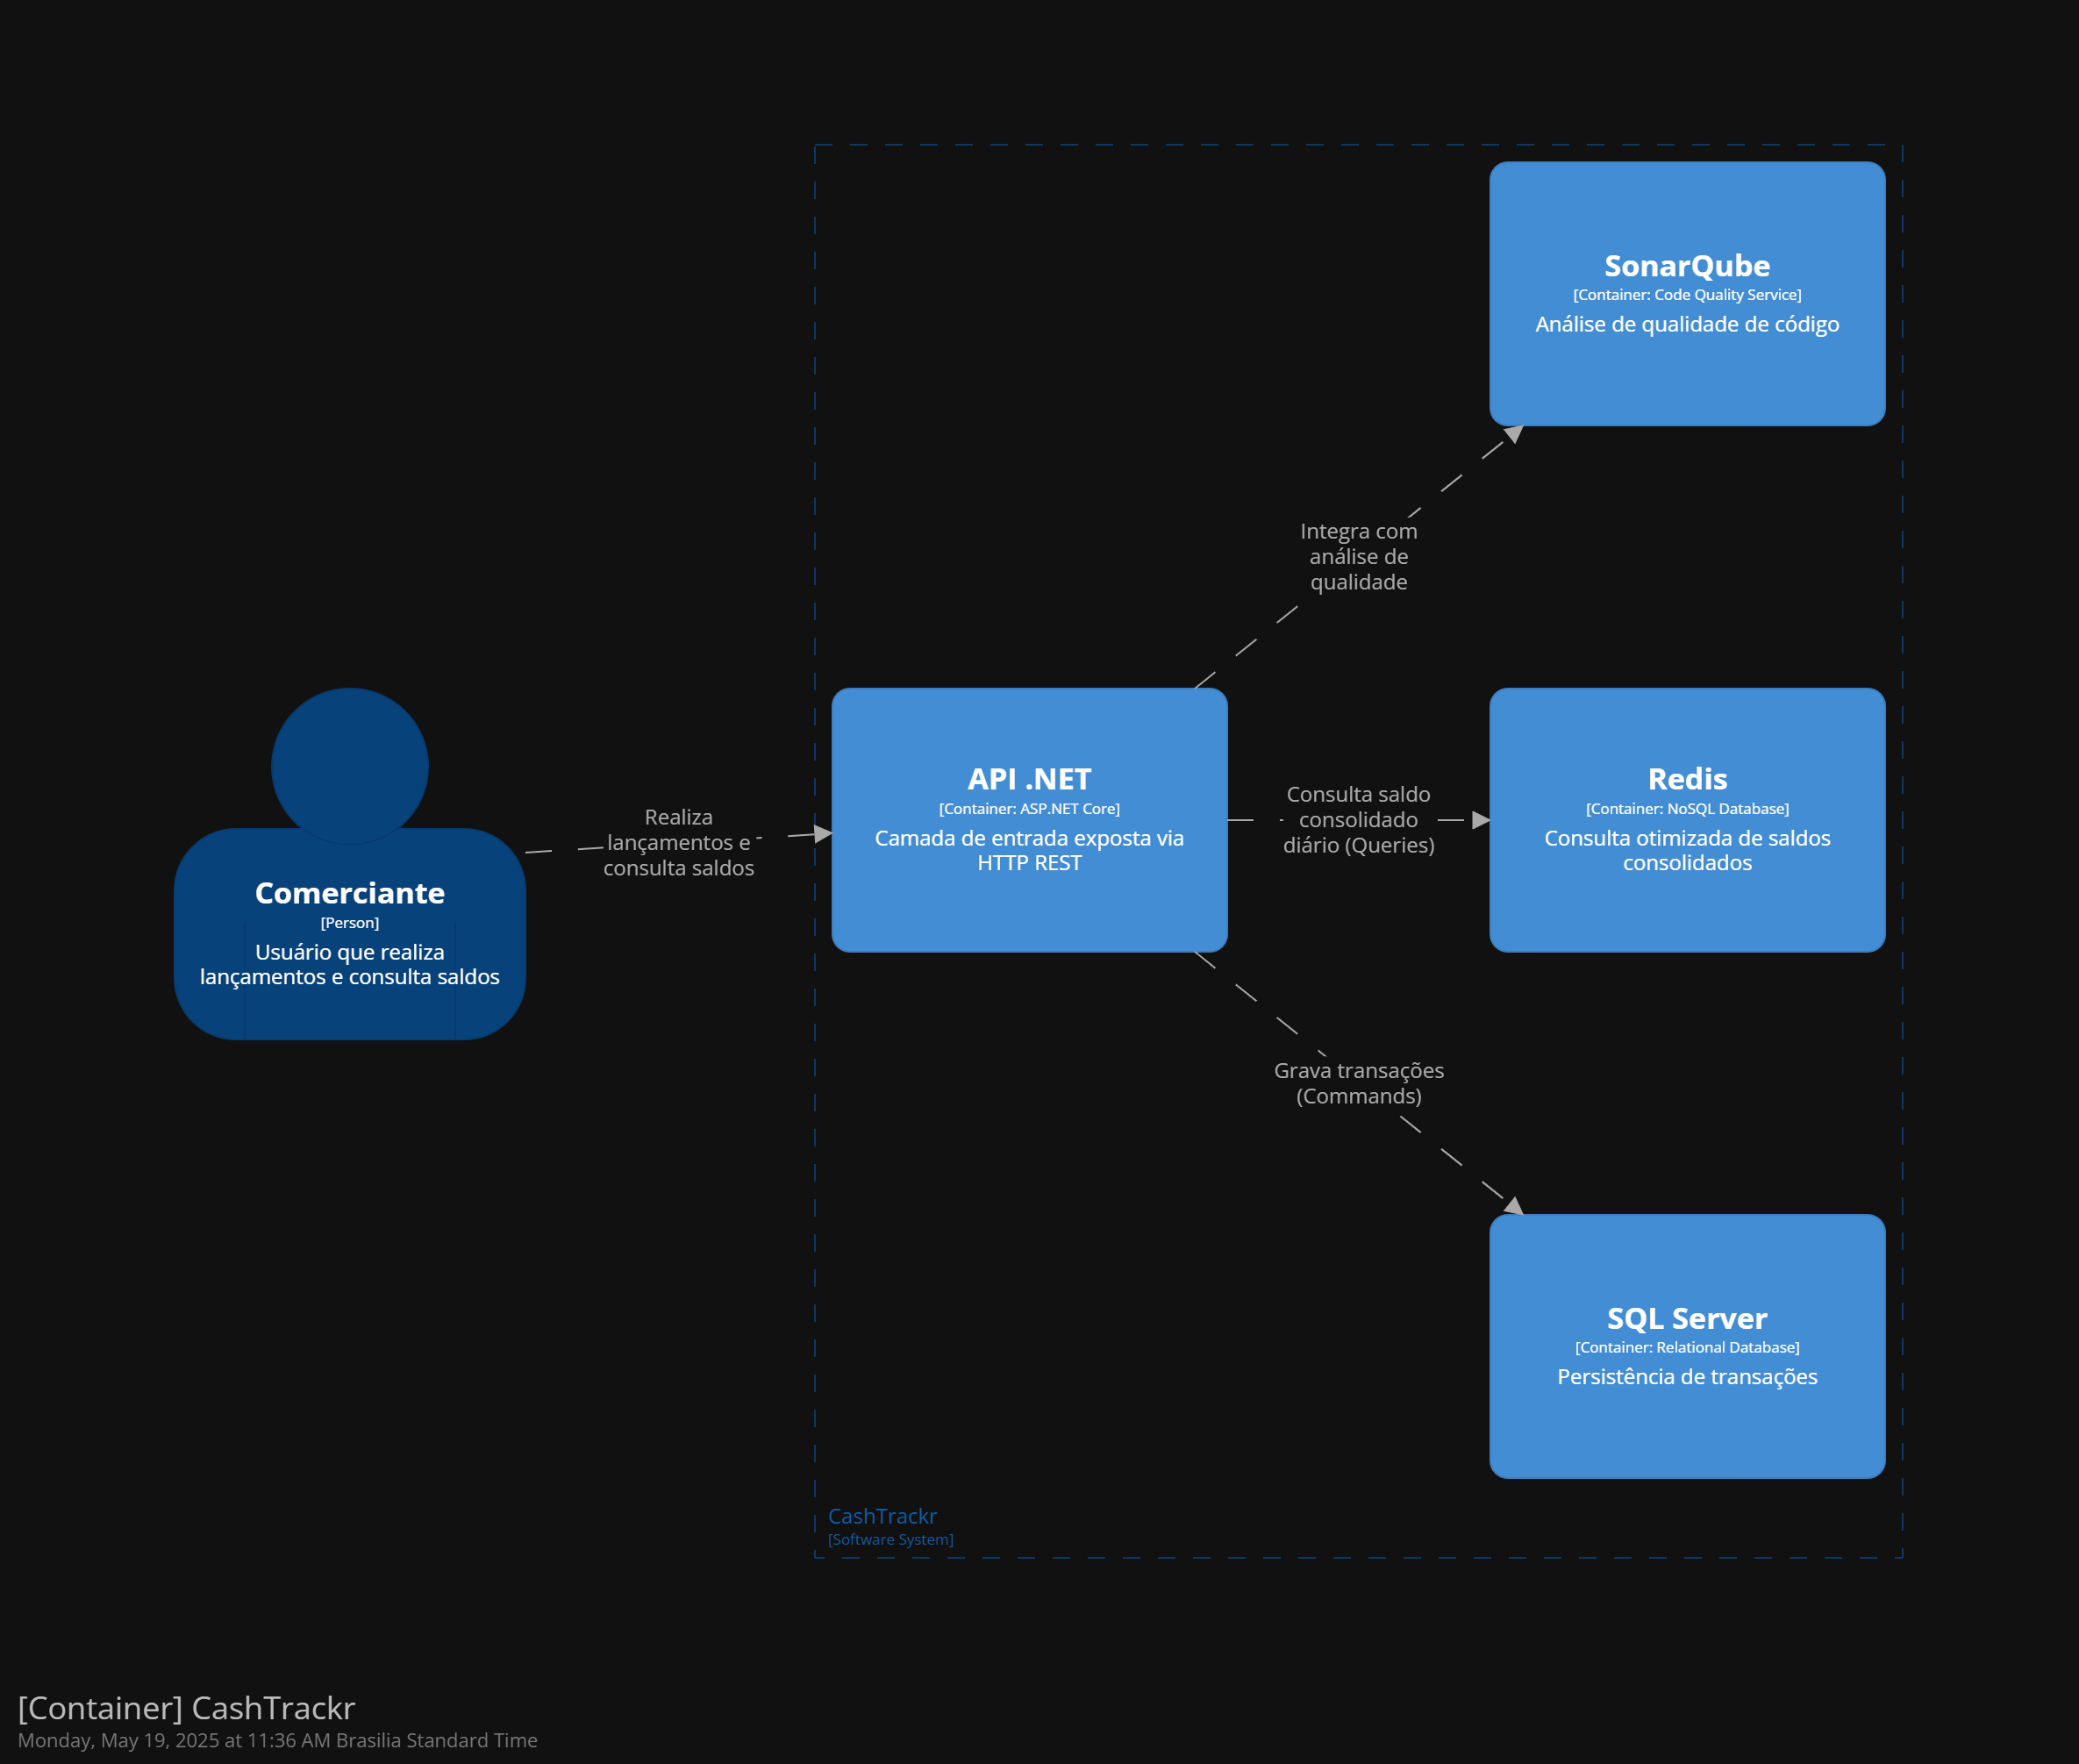 SonarQube
[Container: Code Quality Service]
Análise de qualidade de código
Integra com
análise de
qualidade
Comerciante
[Person]
Usuário que realiza
lançamentos e consulta saldos
Realiza
lançamentos e
consulta saldos
API .NET
[Container: ASP.NET Core]
Camada de entrada exposta via
HTTP REST
Consulta saldo
consolidado
diário (Queries)
Redis
[Container: NoSQL Database]
Consulta otimizada de saldos
consolidados
Grava transações
(Commands)
SQL Server
[Container: Relational Database]
Persistência de transações
CashTrackr
[Software System]
[Container] CashTrackr
Monday, May 19, 2025 at 11:36 AM Brasilia Standard Time